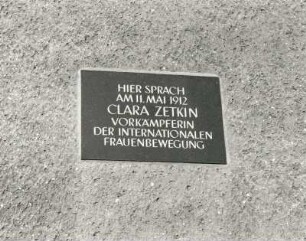 HIER SPRACH
AM 11. MAI 1912
CLARA ZETKIN
VORKÄMPFERIN
DER INTERNATIONALEN
FRAUENBEWEGUNG